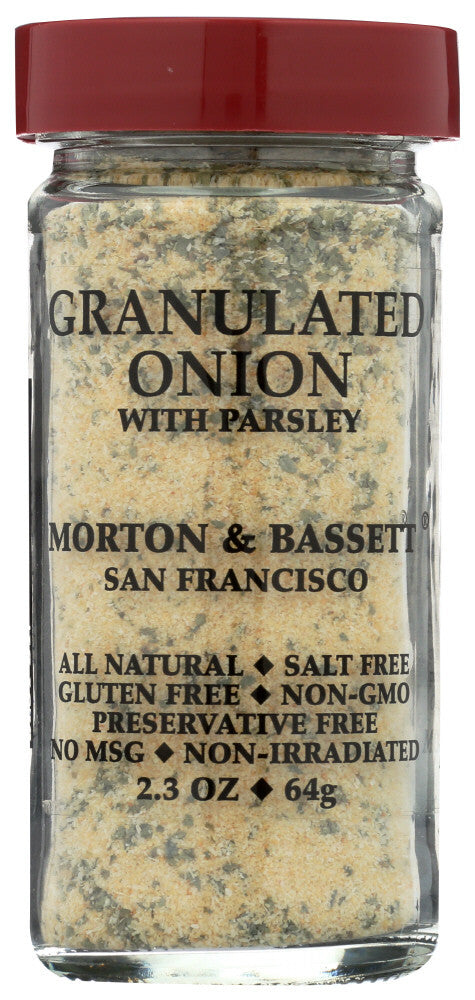 GRANULATED
ONION
WITH PARSLEY
MORTON & BASSETT ®
SAN FRANCISCO
ALL NATURAL ◆ SALT FREE
GLUTEN FREE ◆ NON-GMO
PRESERVATIVE FREE
NO MSG ◆ NON-IRRADIATED
2.3 OZ ◆ 64g